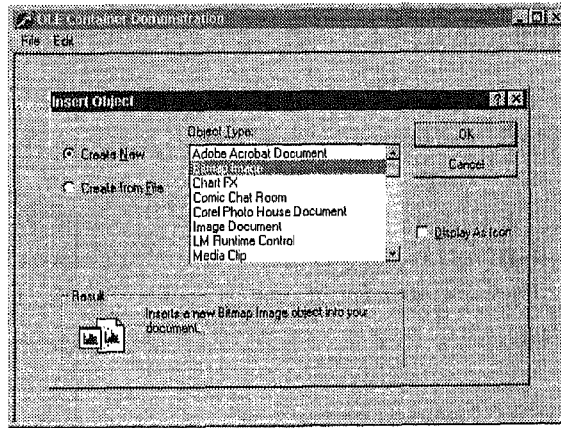 OLE Container Demonstration
File Edit
Insert Object
Object Type:
Create New
Create from File
Adobe Acrobat Document
Bitmap Image
Chart FX
Comic Chat Room
Corel Photo House Document
Image Document
LM Runtime Control
Media Clip
OK
Cancel
Display As Icon
Result
Inserts a new Bitmap Image object into your
document.